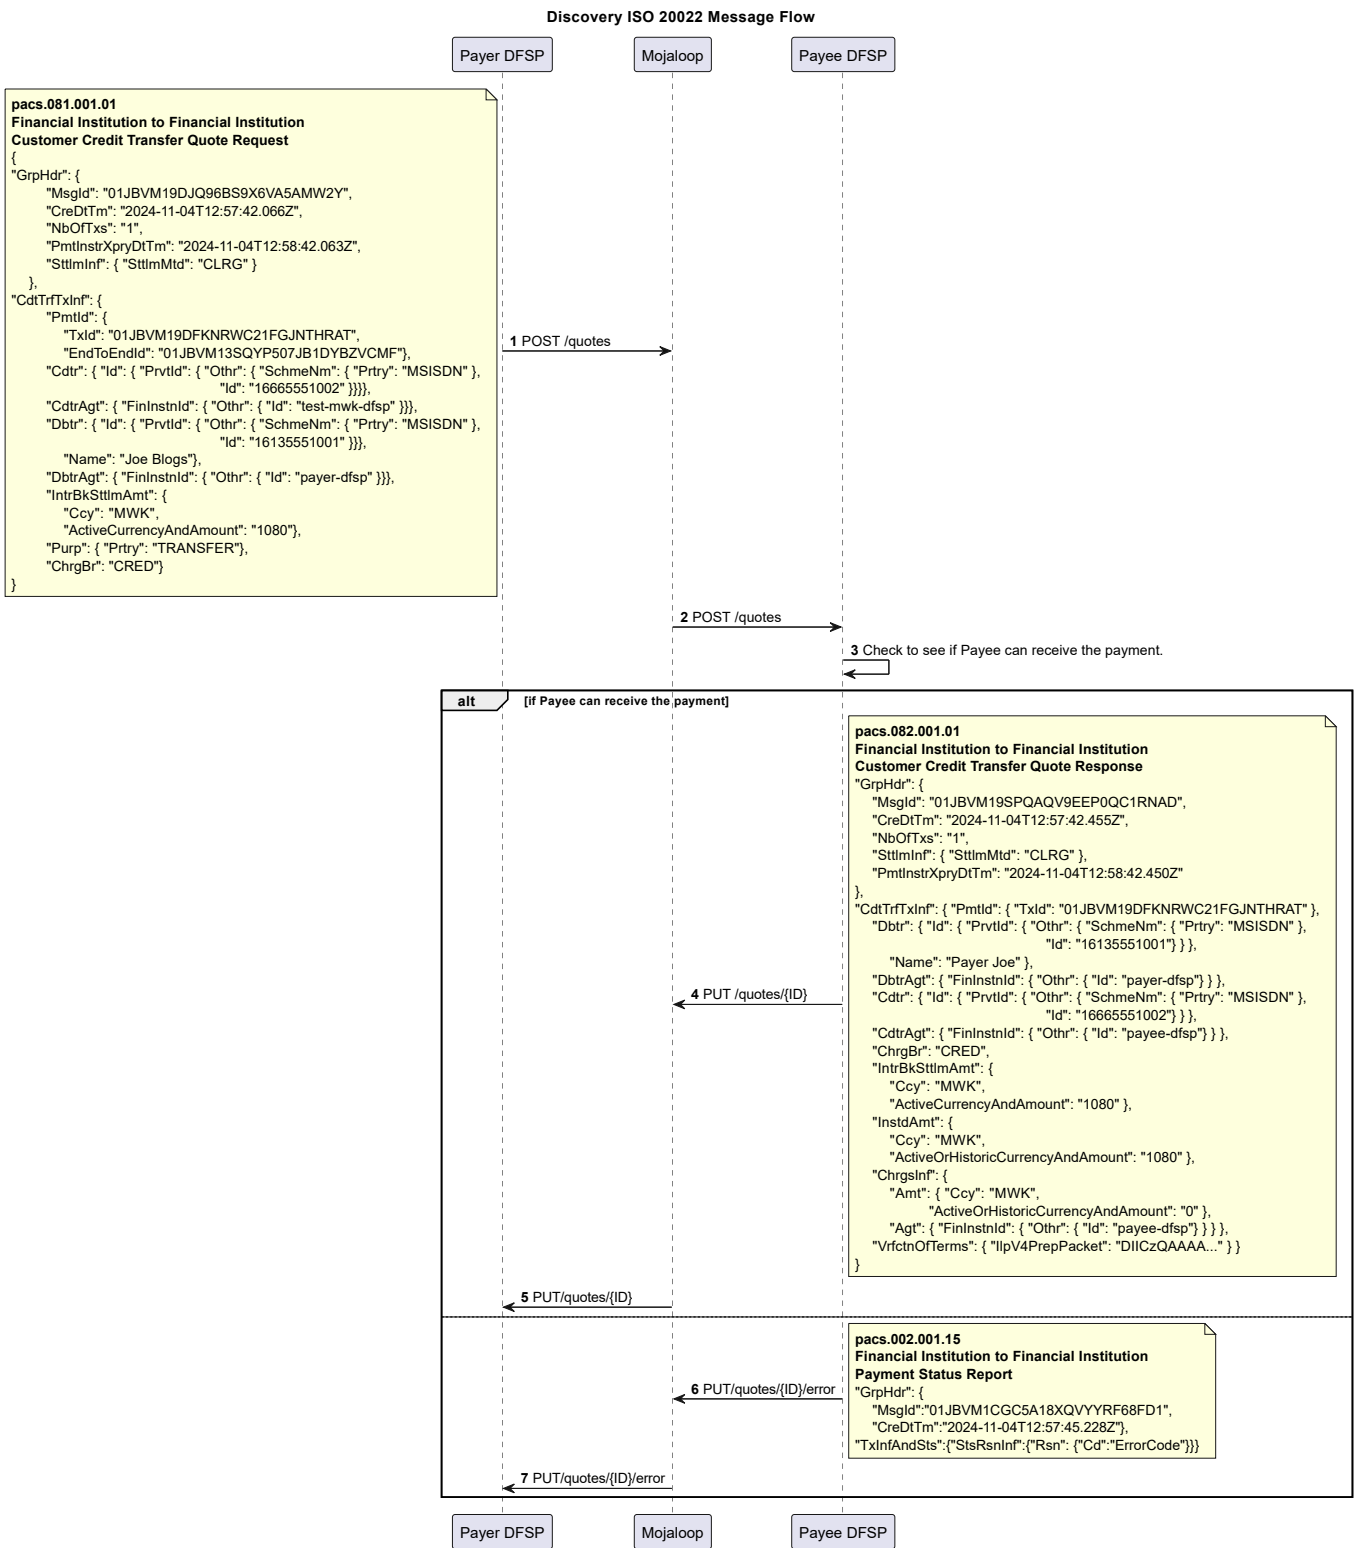 Discovery ISO 20022 Message Flow
Payer DFSP
Mojaloop
Payee DFSP
pacs.081.001.01
Financial Institution to Financial Institution
Customer Credit Transfer Quote Request
{
"GrpHdr": {
"MsgId": "01JBVM19DJQ96BS9X6VA5AMW2Y",
"CreDtTm": "2024-11-04T12:57:42.066Z",
"NbOfTxs": "1",
"PmtInstrXpryDtTm": "2024-11-04T12:58:42.063Z",
"SttlmInf": { "SttlmMtd": "CLRG" }
},
"CdtTrfTxInf": {
"PmtId": {
"TxId": "01JBVM19DFKNRWC21FGJNTHRAT",
"EndToEndId": "01JBVM13SQYP507JB1DYBZVCMF"},
"Cdtr": { "Id": { "PrvtId": { "Othr": { "SchmeNm": { "Prtry": "MSISDN" },
"Id": "16665551002" }}}},
"CdtrAgt": { "FinInstnId": { "Othr": { "Id": "test-mwk-dfsp" }}},
"Dbtr": { "Id": { "PrvtId": { "Othr": { "SchmeNm": { "Prtry": "MSISDN" },
"Id": "16135551001" }}},
"Name": "Joe Blogs"},
"DbtrAgt": { "FinInstnId": { "Othr": { "Id": "payer-dfsp" }}},
"IntrBkSttlmAmt": {
"Ccy": "MWK",
"ActiveCurrencyAndAmount": "1080"},
"Purp": { "Prtry": "TRANSFER"},
"ChrgBr": "CRED"}
}
1 POST /quotes
2 POST /quotes
3 Check to see if Payee can receive the payment.
alt
[if Payee can receive the payment]
pacs.082.001.01
Financial Institution to Financial Institution
Customer Credit Transfer Quote Response
"GrpHdr": {
"MsgId": "01JBVM19SPQAQV9EEP0QC1RNAD",
"CreDtTm": "2024-11-04T12:57:42.455Z",
"NbOfTxs": "1",
"SttlmInf": { "SttlmMtd": "CLRG" },
"PmtInstrXpryDtTm": "2024-11-04T12:58:42.450Z"
},
"CdtTrfTxInf": { "PmtId": { "TxId": "01JBVM19DFKNRWC21FGJNTHRAT" },
"Dbtr": { "Id": { "PrvtId": { "Othr": { "SchmeNm": { "Prtry": "MSISDN" },
"Id": "16135551001"} } },
"Name": "Payer Joe" },
"DbtrAgt": { "FinInstnId": { "Othr": { "Id": "payer-dfsp"} } },
"Cdtr": { "Id": { "PrvtId": { "Othr": { "SchmeNm": { "Prtry": "MSISDN" },
"Id": "16665551002"} } },
"CdtrAgt": { "FinInstnId": { "Othr": { "Id": "payee-dfsp"} } },
"ChrgBr": "CRED",
"IntrBkSttlmAmt": {
"Ccy": "MWK",
"ActiveCurrencyAndAmount": "1080" },
"InstdAmt": {
"Ccy": "MWK",
"ActiveOrHistoricCurrencyAndAmount": "1080" },
"ChrgsInf": {
"Amt": { "Ccy": "MWK",
"ActiveOrHistoricCurrencyAndAmount": "0" },
"Agt": { "FinInstnId": { "Othr": { "Id": "payee-dfsp"} } } },
"VrfctnOfTerms": { "IlpV4PrepPacket": "DIICzQAAAA..." } }
}
4 PUT /quotes/{ID}
5 PUT/quotes/{ID}
pacs.002.001.15
Financial Institution to Financial Institution
Payment Status Report
"GrpHdr": {
"MsgId":"01JBVM1CGC5A18XQVYYRF68FD1",
"CreDtTm":"2024-11-04T12:57:45.228Z"},
"TxInfAndSts":{"StsRsnInf":{"Rsn": {"Cd":"ErrorCode"}}}
6 PUT/quotes/{ID}/error
7 PUT/quotes/{ID}/error
Payer DFSP
Mojaloop
Payee DFSP